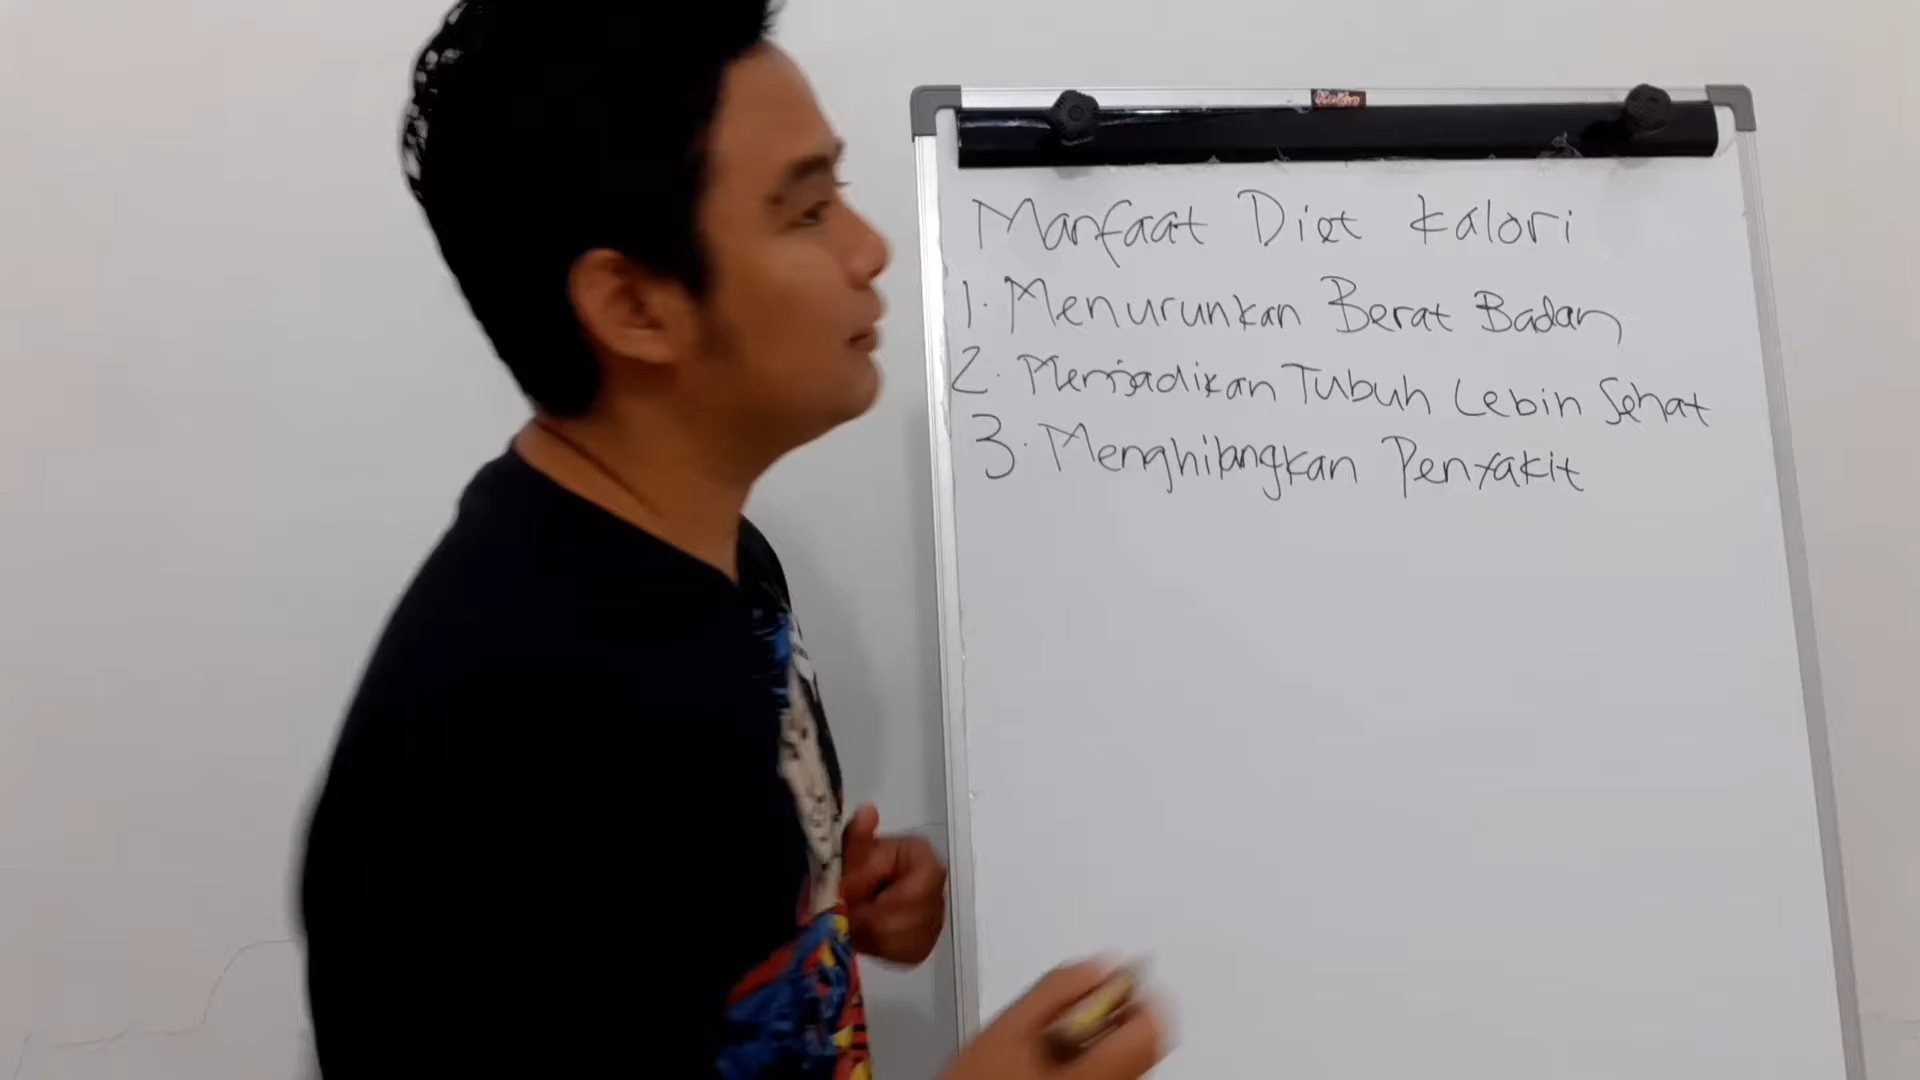 Manfaat Diet Kalori
1. Menurunkan Berat Badan
2. Menjadikan Tubuh Lebih Sehat
3. Menghilangkan Penyakit